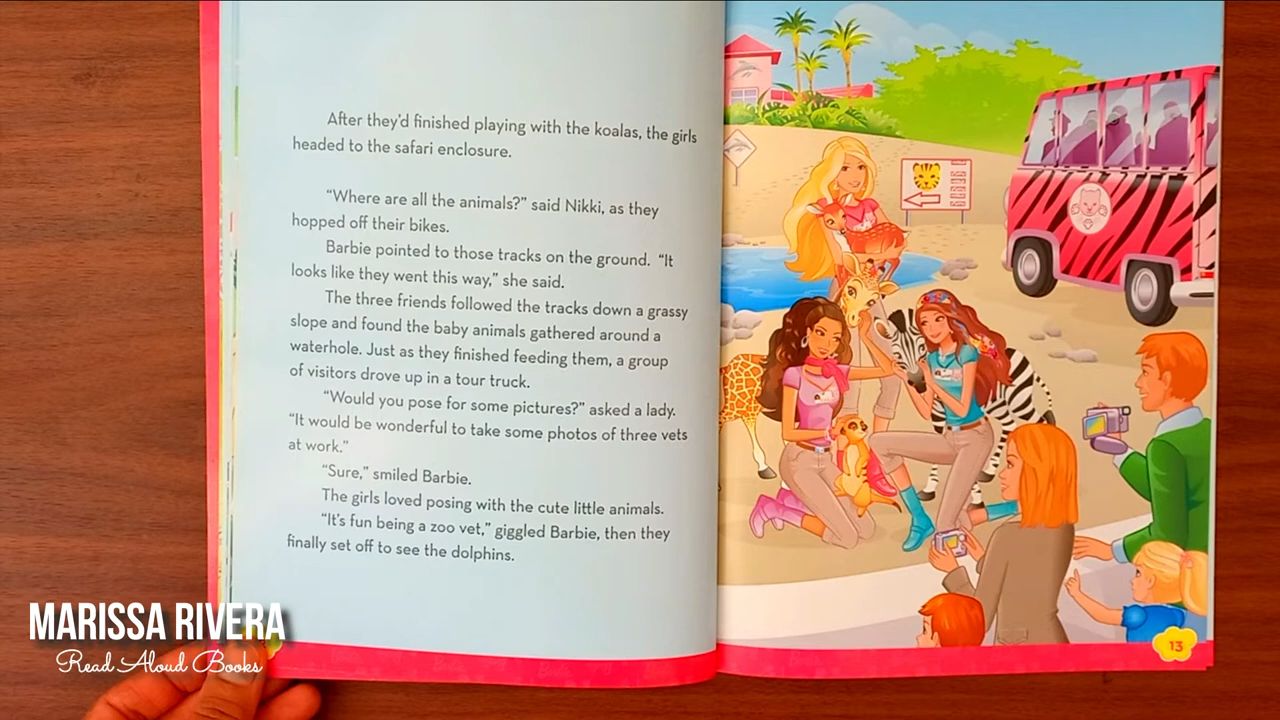 After they'd finished playing with the koalas, the girls
headed to the safari enclosure.
"Where are all the animals?" said Nikki, as they
hopped off their bikes.
Barbie pointed to those tracks on the ground. "It
looks like they went this way," she said.
The three friends followed the tracks down a grassy
slope and found the baby animals gathered around a
waterhole. Just as they finished feeding them, a group
of visitors drove up in a tour truck.
"Would you pose for some pictures?" asked a lady.
"It would be wonderful to take some photos of three vets
at work."
"Sure," smiled Barbie.
The girls loved posing with the cute little animals.
"It's fun being a zoo vet," giggled Barbie, then they
finally set off to see the dolphins.
13
MARISSA RIVERA
Read Aloud Books